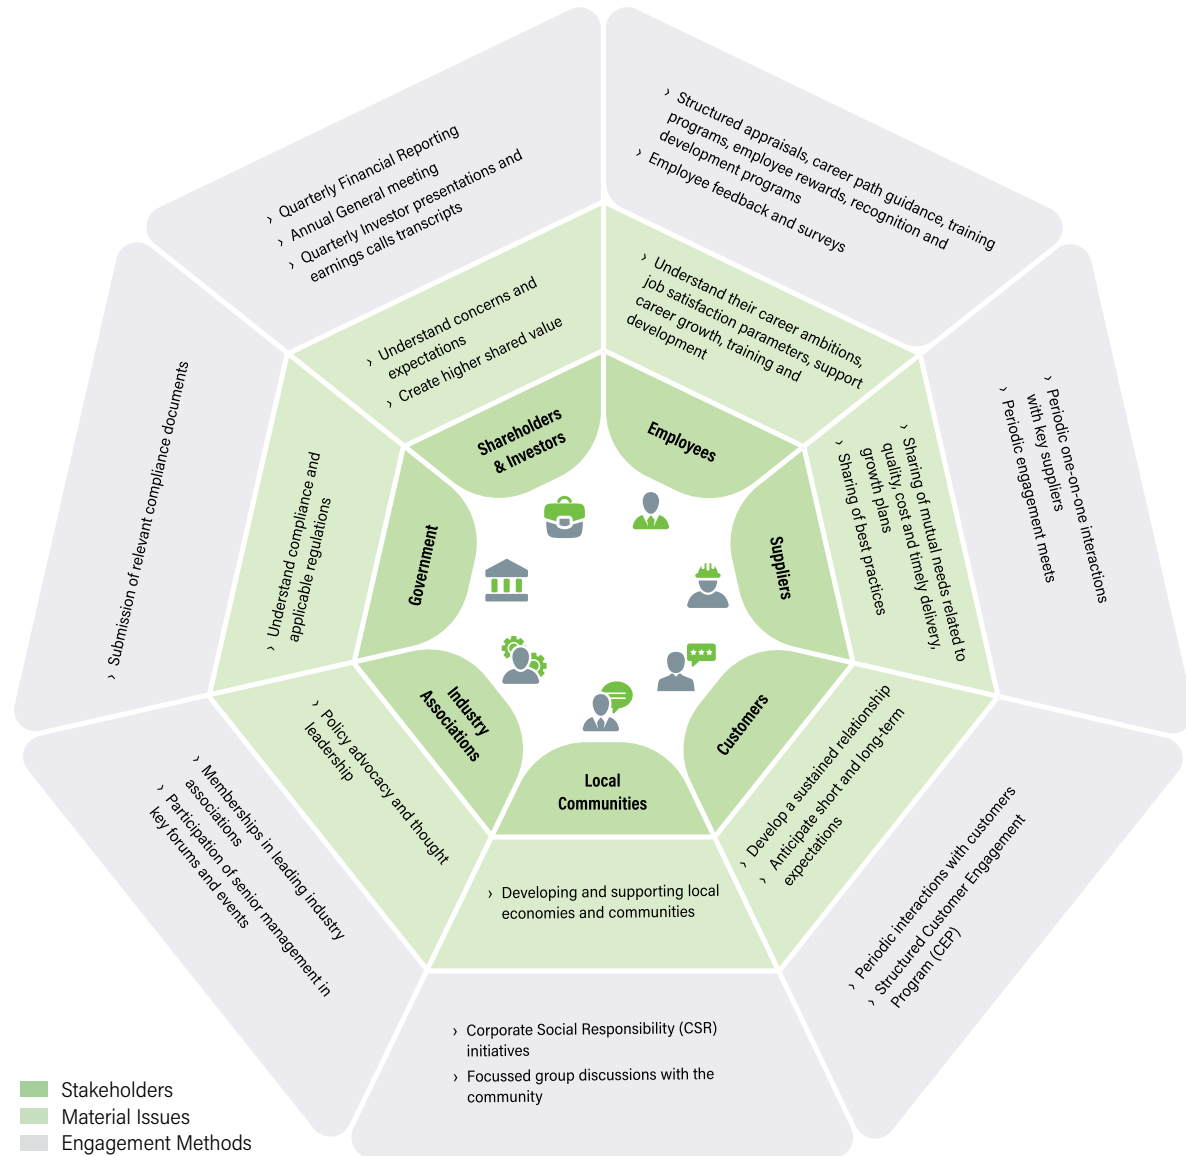 › Quarterly Financial Reporting
› Annual General meeting
› Quarterly Investor presentations and
earnings calls transcripts
› Understand concerns and
expectations
› Create higher shared value
Shareholders
& Investors
› Structured appraisals, career path guidance, training
programs, employee rewards, recognition and
development programs
› Employee feedback and surveys
› Understand their career ambitions,
job satisfaction parameters, support
career growth, training and
development
Employees
› Periodic one-on-one interactions
with key suppliers
› Periodic engagement meets
› Sharing of mutual needs related to
quality, cost and timely delivery,
growth plans
› Sharing of best practices
Suppliers
› Periodic interactions with customers
› Structured Customer Engagement
Program (CEP)
› Develop a sustained relationship
› Anticipate short and long-term
expectations
Customers
Local
Communities
› Developing and supporting local
economies and communities
› Corporate Social Responsibility (CSR)
initiatives
› Focussed group discussions with the
community
Industry
Associations
› Policy advocacy and thought
leadership
› Memberships in leading industry
associations
› Participation of senior management in
key forums and events
Government
› Understand compliance and
applicable regulations
› Submission of relevant compliance documents
Stakeholders
Material Issues
Engagement Methods